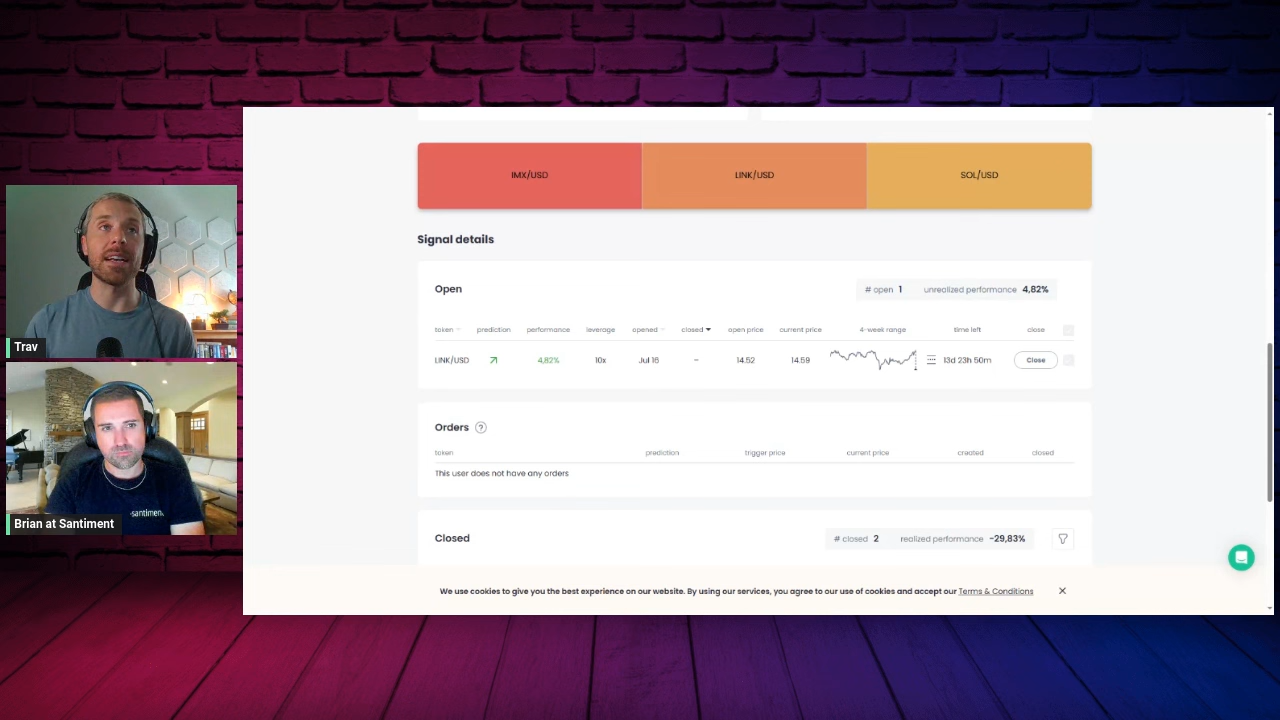 IMX/USD LINK/USD SOL/USD
Signal details
Open # open 1 unrealized performance 4,82%
token prediction performance leverage opened closed open price current price 4-week range time left close
LINK/USD 4,82% 10x Jul 16 – 14.52 14.59 13d 23h 50m Close
Orders ?
token prediction trigger price current price created closed
This user does not have any orders
Closed # closed 2 realized performance -29,83%
We use cookies to give you the best experience on our website. By using our services, you agree to our use of cookies and accept our Terms & Conditions
Trav
·santiment·
Brian at Santiment